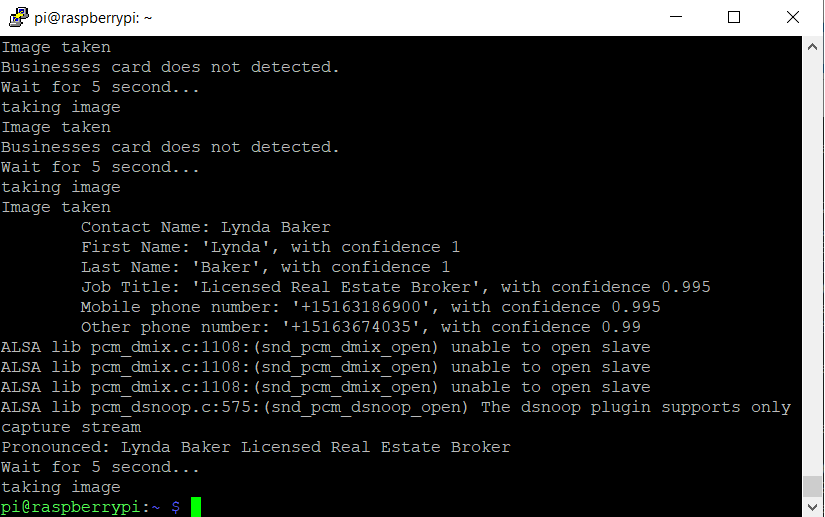 pi@raspberrypi: ~
Image taken
Businesses card does not detected.
Wait for 5 second...
taking image
Image taken
Businesses card does not detected.
Wait for 5 second...
taking image
Image taken
Contact Name: Lynda Baker
First Name: 'Lynda', with confidence 1
Last Name: 'Baker', with confidence 1
Job Title: 'Licensed Real Estate Broker', with confidence 0.995
Mobile phone number: '+15163186900', with confidence 0.995
Other phone number: '+15163674035', with confidence 0.99
ALSA lib pcm_dmix.c:1108:(snd_pcm_dmix_open) unable to open slave
ALSA lib pcm_dmix.c:1108:(snd_pcm_dmix_open) unable to open slave
ALSA lib pcm_dmix.c:1108:(snd_pcm_dmix_open) unable to open slave
ALSA lib pcm_dsnoop.c:575:(snd_pcm_dsnoop_open) The dsnoop plugin supports only
capture stream
Pronounced: Lynda Baker Licensed Real Estate Broker
Wait for 5 second...
taking image
pi@raspberrypi:~ $